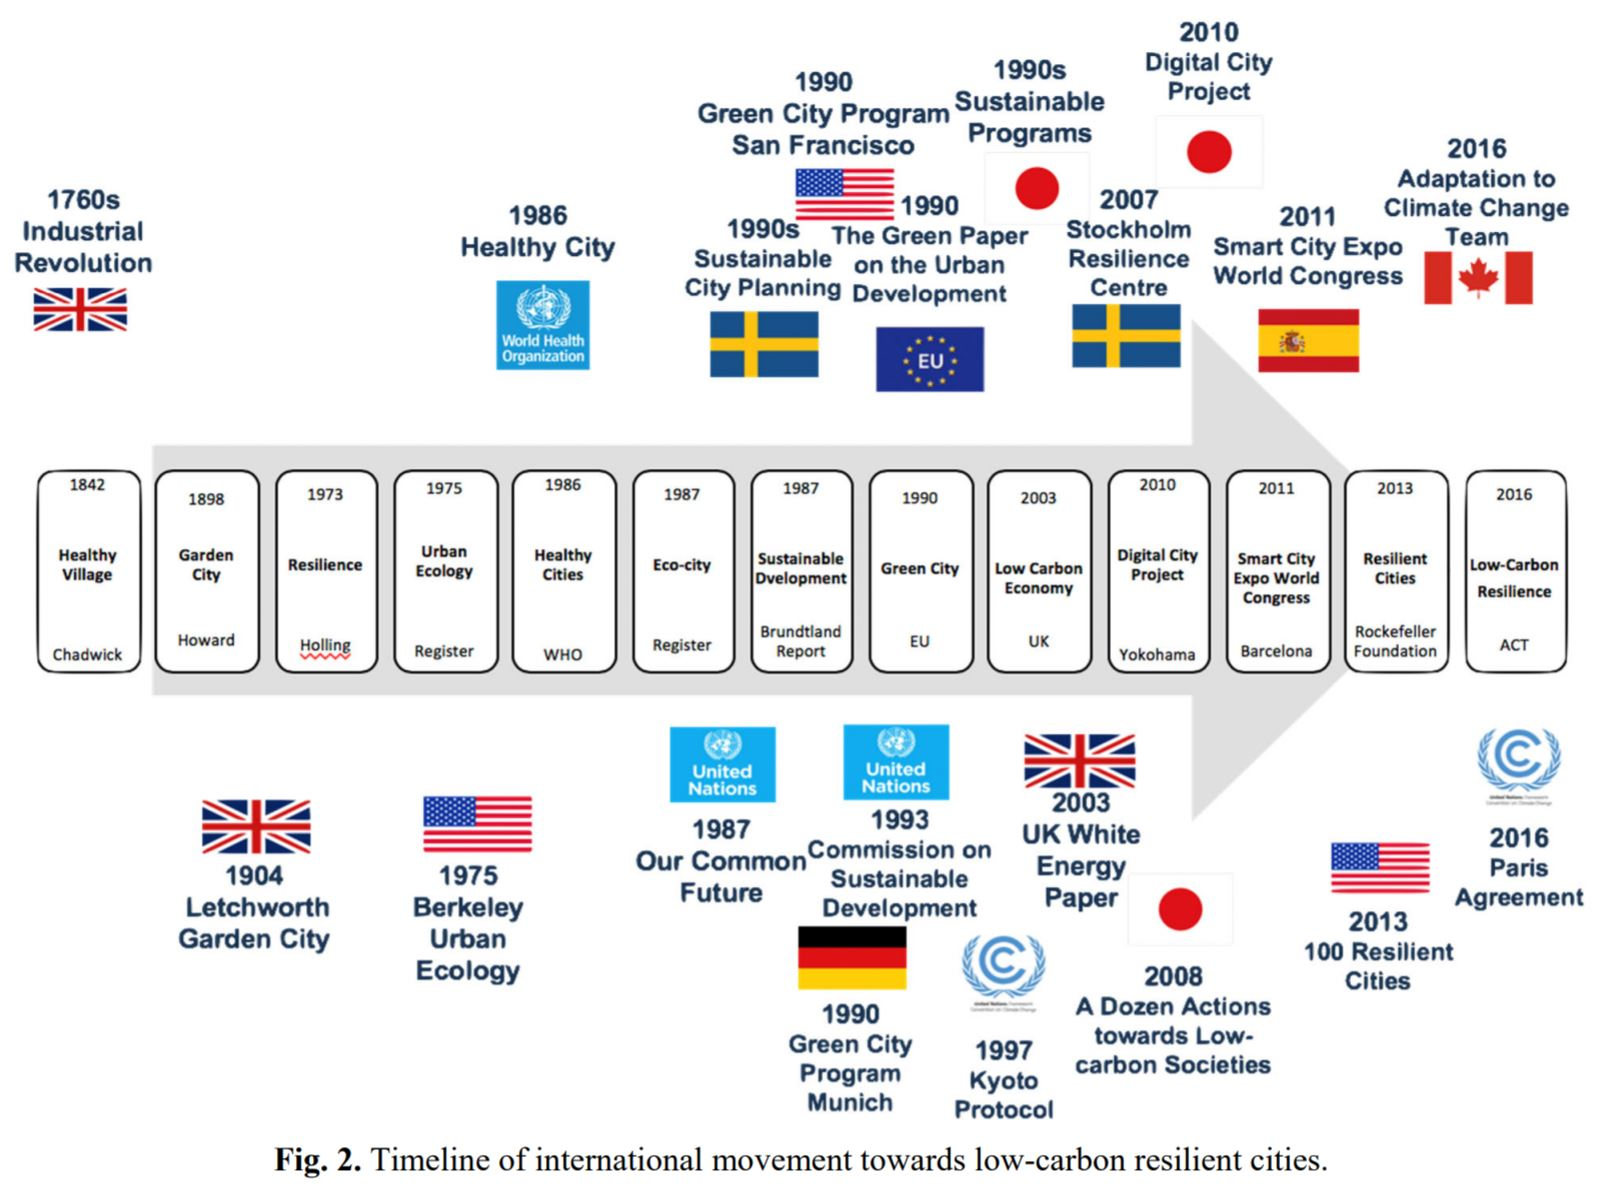 2010
Digital City
Project
1990s
Sustainable
Programs
1990
Green City Program
San Francisco
2016
Adaptation to
Climate Change
Team
1760s
Industrial
Revolution
1986
Healthy City
World Health
Organization
1990s
Sustainable
City Planning
1990
The Green Paper
on the Urban
Development
EU
2007
Stockholm
Resilience
Centre
2011
Smart City Expo
World Congress
1842
Healthy
Village
Chadwick
1898
Garden
City
Howard
1973
Resilience
Holling
1975
Urban
Ecology
Register
1986
Healthy
Cities
WHO
1987
Eco-city
Register
1987
Sustainable
Dvelopment
Brundtland
Report
1990
Green City
EU
2003
Low Carbon
Economy
UK
2010
Digital City
Project
Yokohama
2011
Smart City
Expo World
Congress
Barcelona
2013
Resilient
Cities
Rockefeller
Foundation
2016
Low-Carbon
Resilience
ACT
1904
Letchworth
Garden City
1975
Berkeley
Urban
Ecology
United
Nations
1987
Our Common
Future
United
Nations
1993
Commission on
Sustainable
Development
1990
Green City
Program
Munich
1997
Kyoto
Protocol
2003
UK White
Energy
Paper
2008
A Dozen Actions
towards Low-
carbon Societies
2013
100 Resilient
Cities
2016
Paris
Agreement
Fig. 2. Timeline of international movement towards low-carbon resilient cities.